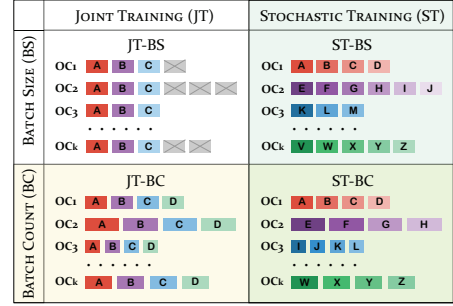 JOINT TRAINING (JT) STOCHASTIC TRAINING (ST)
BATCH SIZE (BS)
JT-BS
OC1 A B C
OC2 A B C
OC3 A B C
. . . . . .
OCk A B C
ST-BS
OC1 A B C D
OC2 E F G H I J
OC3 K L M
. . . . . .
OCk V W X Y Z
BATCH COUNT (BC)
JT-BC
OC1 A B C D
OC2 A B C D
OC3 A B C D
. . . . . .
OCk A B C D
ST-BC
OC1 A B C D
OC2 E F G H
OC3 I J K L
. . . . . .
OCk W X Y Z